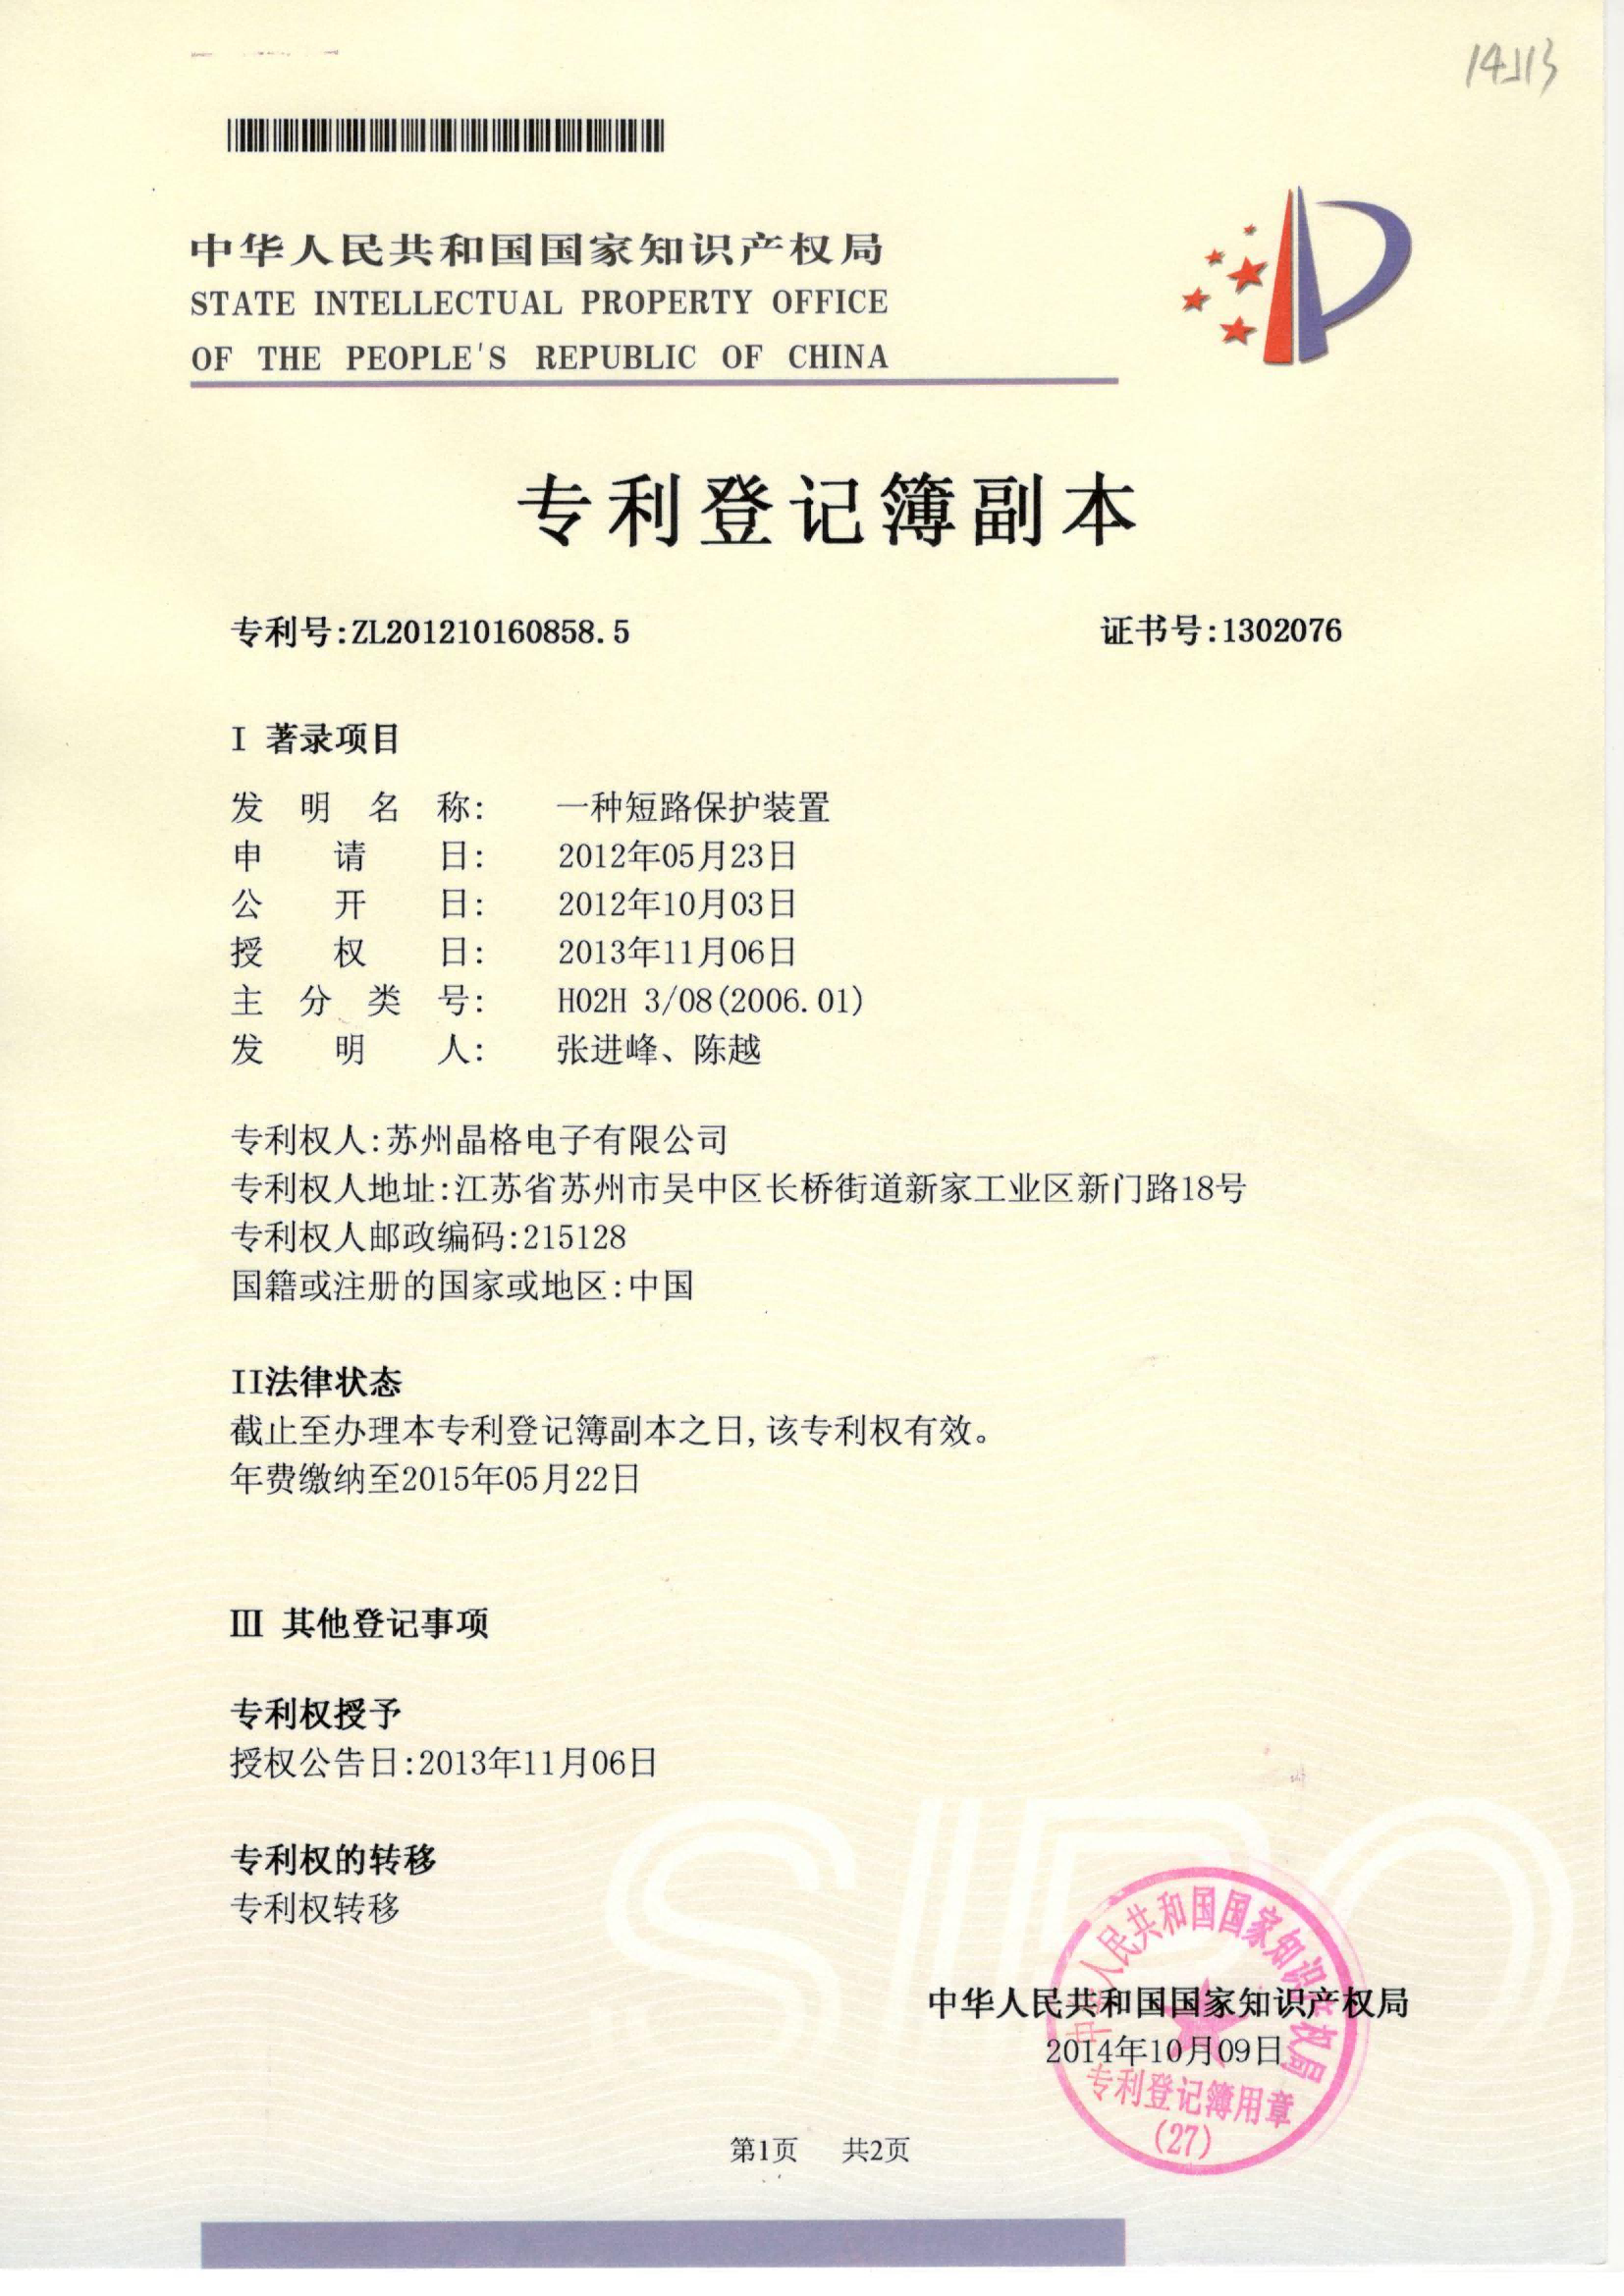 中华人民共和国国家知识产权局
STATE INTELLECTUAL PROPERTY OFFICE
OF THE PEOPLE'S REPUBLIC OF CHINA
专利登记簿副本
专利号:ZL201210160858.5 证书号:1302076
I 著录项目
发明名称: 一种短路保护装置
申请日: 2012年05月23日
公开日: 2012年10月03日
授权日: 2013年11月06日
主分类号: H02H 3/08(2006.01)
发明人: 张进峰、陈越
专利权人:苏州晶格电子有限公司
专利权人地址:江苏省苏州市吴中区长桥街道新家工业区新门路18号
专利权人邮政编码:215128
国籍或注册的国家或地区:中国
II法律状态
截止至办理本专利登记簿副本之日,该专利权有效。
年费缴纳至2015年05月22日
III 其他登记事项
专利权授予
授权公告日:2013年11月06日
专利权的转移
专利权转移
SIPO
中华人民共和国国家知识产权局
2014年10月09日
中华人民共和国国家知识产权局
专利登记簿用章
(27)
第1页 共2页